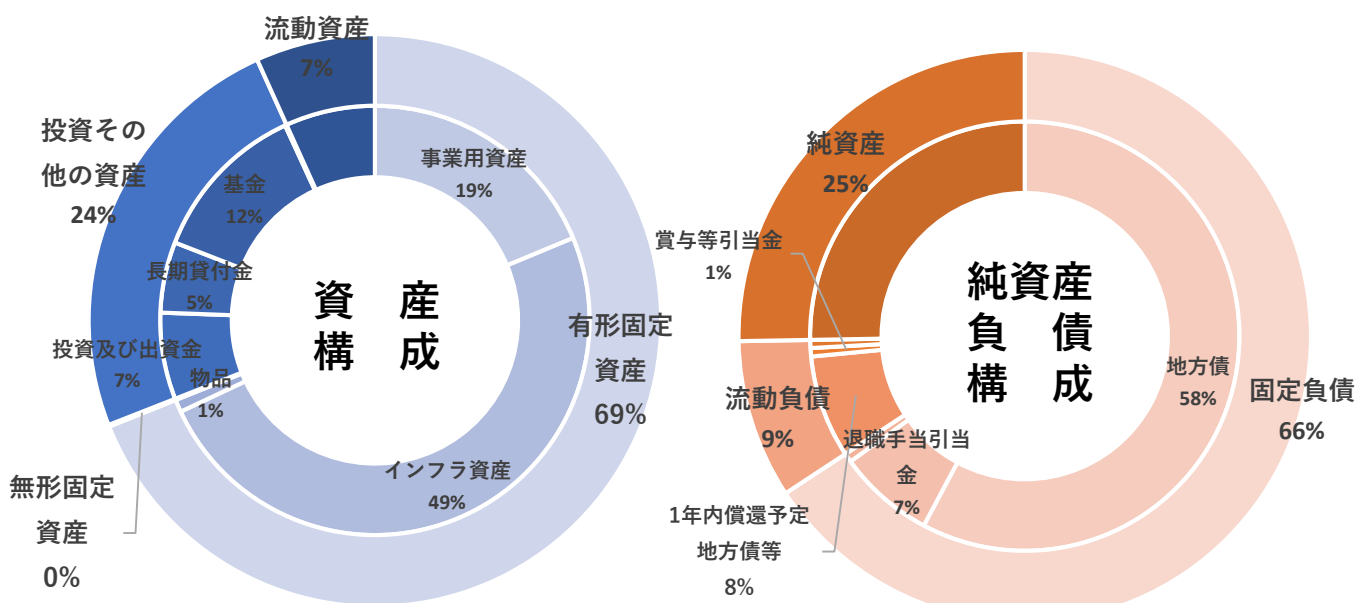 流動資産
7%
投資その
他の資産
24%
基金
12%
事業用資産
19%
長期貸付金
5%
投資及び出資金
7%
物品
1%
無形固定
資産
0%
資 産
構 成
有形固定
資産
69%
インフラ資産
49%
純資産
25%
賞与等引当金
1%
流動負債
9%
退職手当引当
金
7%
1年内償還予定
地方債等
8%
純資産
負 債
構 成
地方債
58%
固定負債
66%